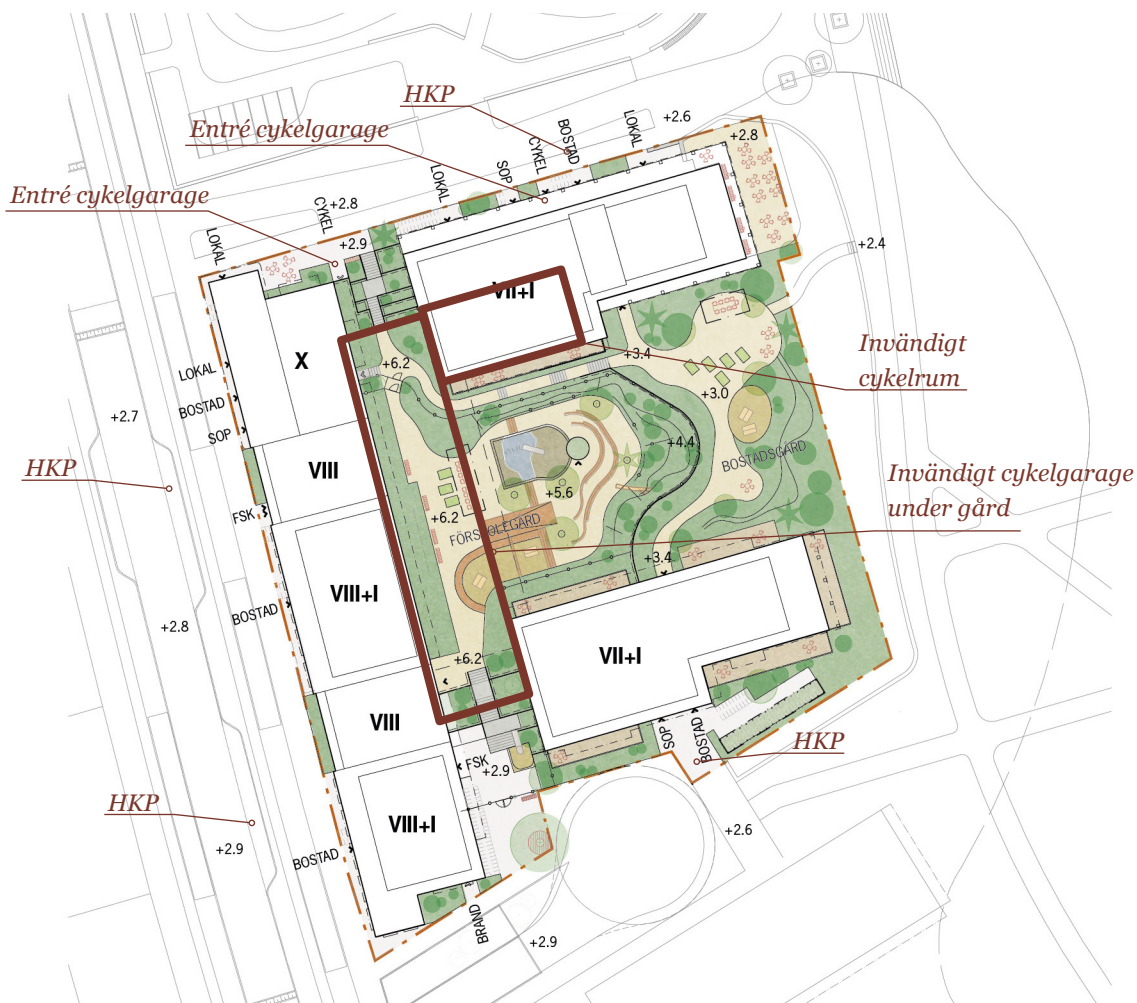 HKP
+2.6
LOKAL
BOSTAD
CYKEL
SOP
LOKAL
Entré cykelgarage
+2.8
Entré cykelgarage
CYKEL
+2.8
+2.9
LOKAL
+2.4
VII+I
Invändigt
cykelrum
X
+6.2
+3.4
+3.0
LOKAL
BOSTAD
SOP
+2.7
HKP
VIII
+4.4
BOSTADSGÅRD
Invändigt cykelgarage
under gård
+5.6
+6.2
FÖRSKOLEGÅRD
FSK
+3.4
VIII+I
BOSTAD
+2.8
+6.2
VII+I
VIII
SOP
BOSTAD
HKP
FSK
+2.9
HKP
+2.9
VIII+I
BOSTAD
+2.6
BRAND
+2.9